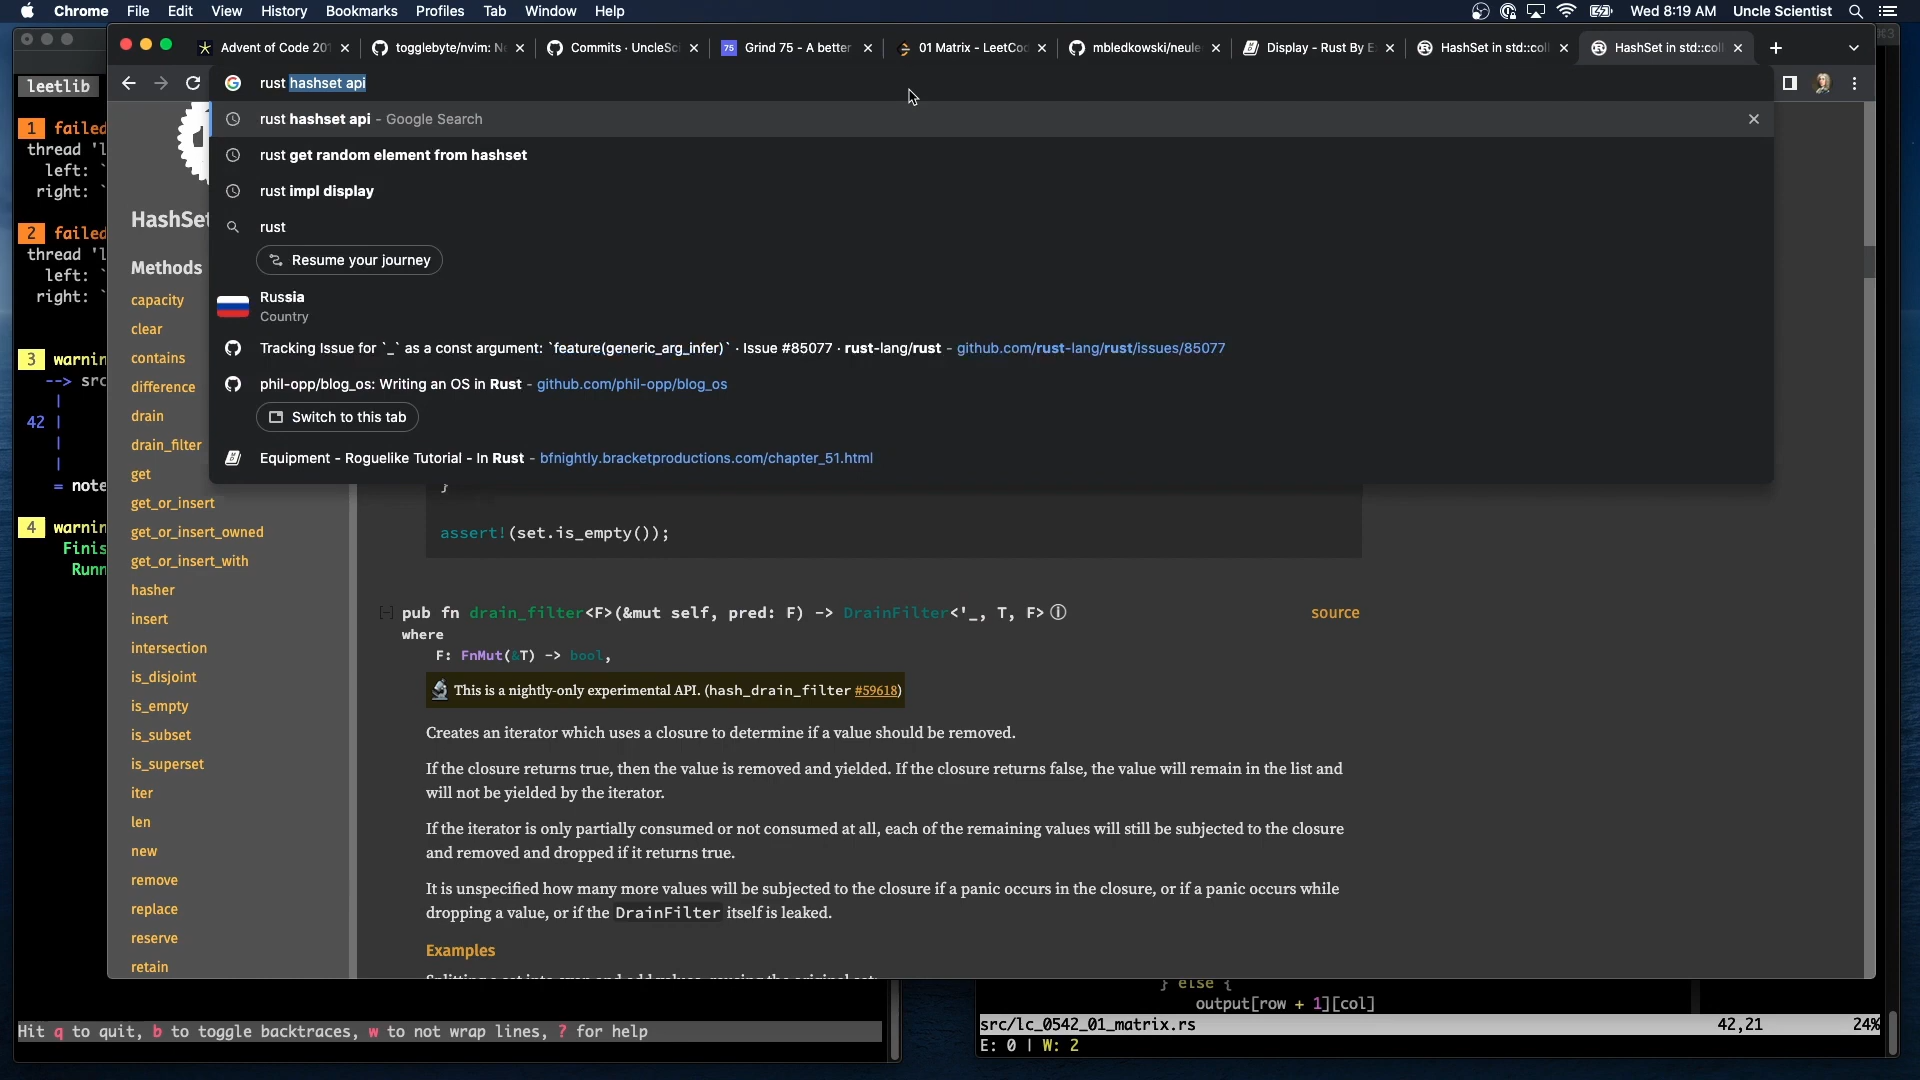 Chrome File Edit View History Bookmarks Profiles Tab Window Help Wed 8:19 AM Uncle Scientist
Advent of Code 201 togglebyte/nvim: N Commits · UncleSci 75 Grind 75 - A better 01 Matrix - LeetCod mbledkowski/neule Display - Rust By E HashSet in std::coll HashSet in std::coll
rust hashset api
rust hashset api - Google Search
rust get random element from hashset
rust impl display
rust
Resume your journey
Russia
Country
Tracking Issue for `_` as a const argument: `feature(generic_arg_infer)` · Issue #85077 · rust-lang/rust - github.com/rust-lang/rust/issues/85077
phil-opp/blog_os: Writing an OS in Rust - github.com/phil-opp/blog_os
Switch to this tab
Equipment - Roguelike Tutorial - In Rust - bfnightly.bracketproductions.com/chapter_51.html
leetlib
1 failed
thread 'l
left: `
right: `
2 failed
thread 'l
left: `
right: `
3 warnin
--> src
|
42 |
|
|
= note
4 warnin
Finis
Runn
HashSet
Methods
capacity
clear
contains
difference
drain
drain_filter
get
get_or_insert
get_or_insert_owned
get_or_insert_with
hasher
insert
intersection
is_disjoint
is_empty
is_subset
is_superset
iter
len
new
remove
replace
reserve
retain
}
assert!(set.is_empty());
[-] pub fn drain_filter<F>(&mut self, pred: F) -> DrainFilter<'_, T, F> ⓘ source
where
F: FnMut(&T) -> bool,
🔬 This is a nightly-only experimental API. (hash_drain_filter #59618)
Creates an iterator which uses a closure to determine if a value should be removed.
If the closure returns true, then the value is removed and yielded. If the closure returns false, the value will remain in the list and
will not be yielded by the iterator.
If the iterator is only partially consumed or not consumed at all, each of the remaining values will still be subjected to the closure
and removed and dropped if it returns true.
It is unspecified how many more values will be subjected to the closure if a panic occurs in the closure, or if a panic occurs while
dropping a value, or if the DrainFilter itself is leaked.
Examples
} else {
output[row + 1][col]
Hit q to quit, b to toggle backtraces, w to not wrap lines, ? for help
src/lc_0542_01_matrix.rs 42,21 24%
E: 0 | W: 2